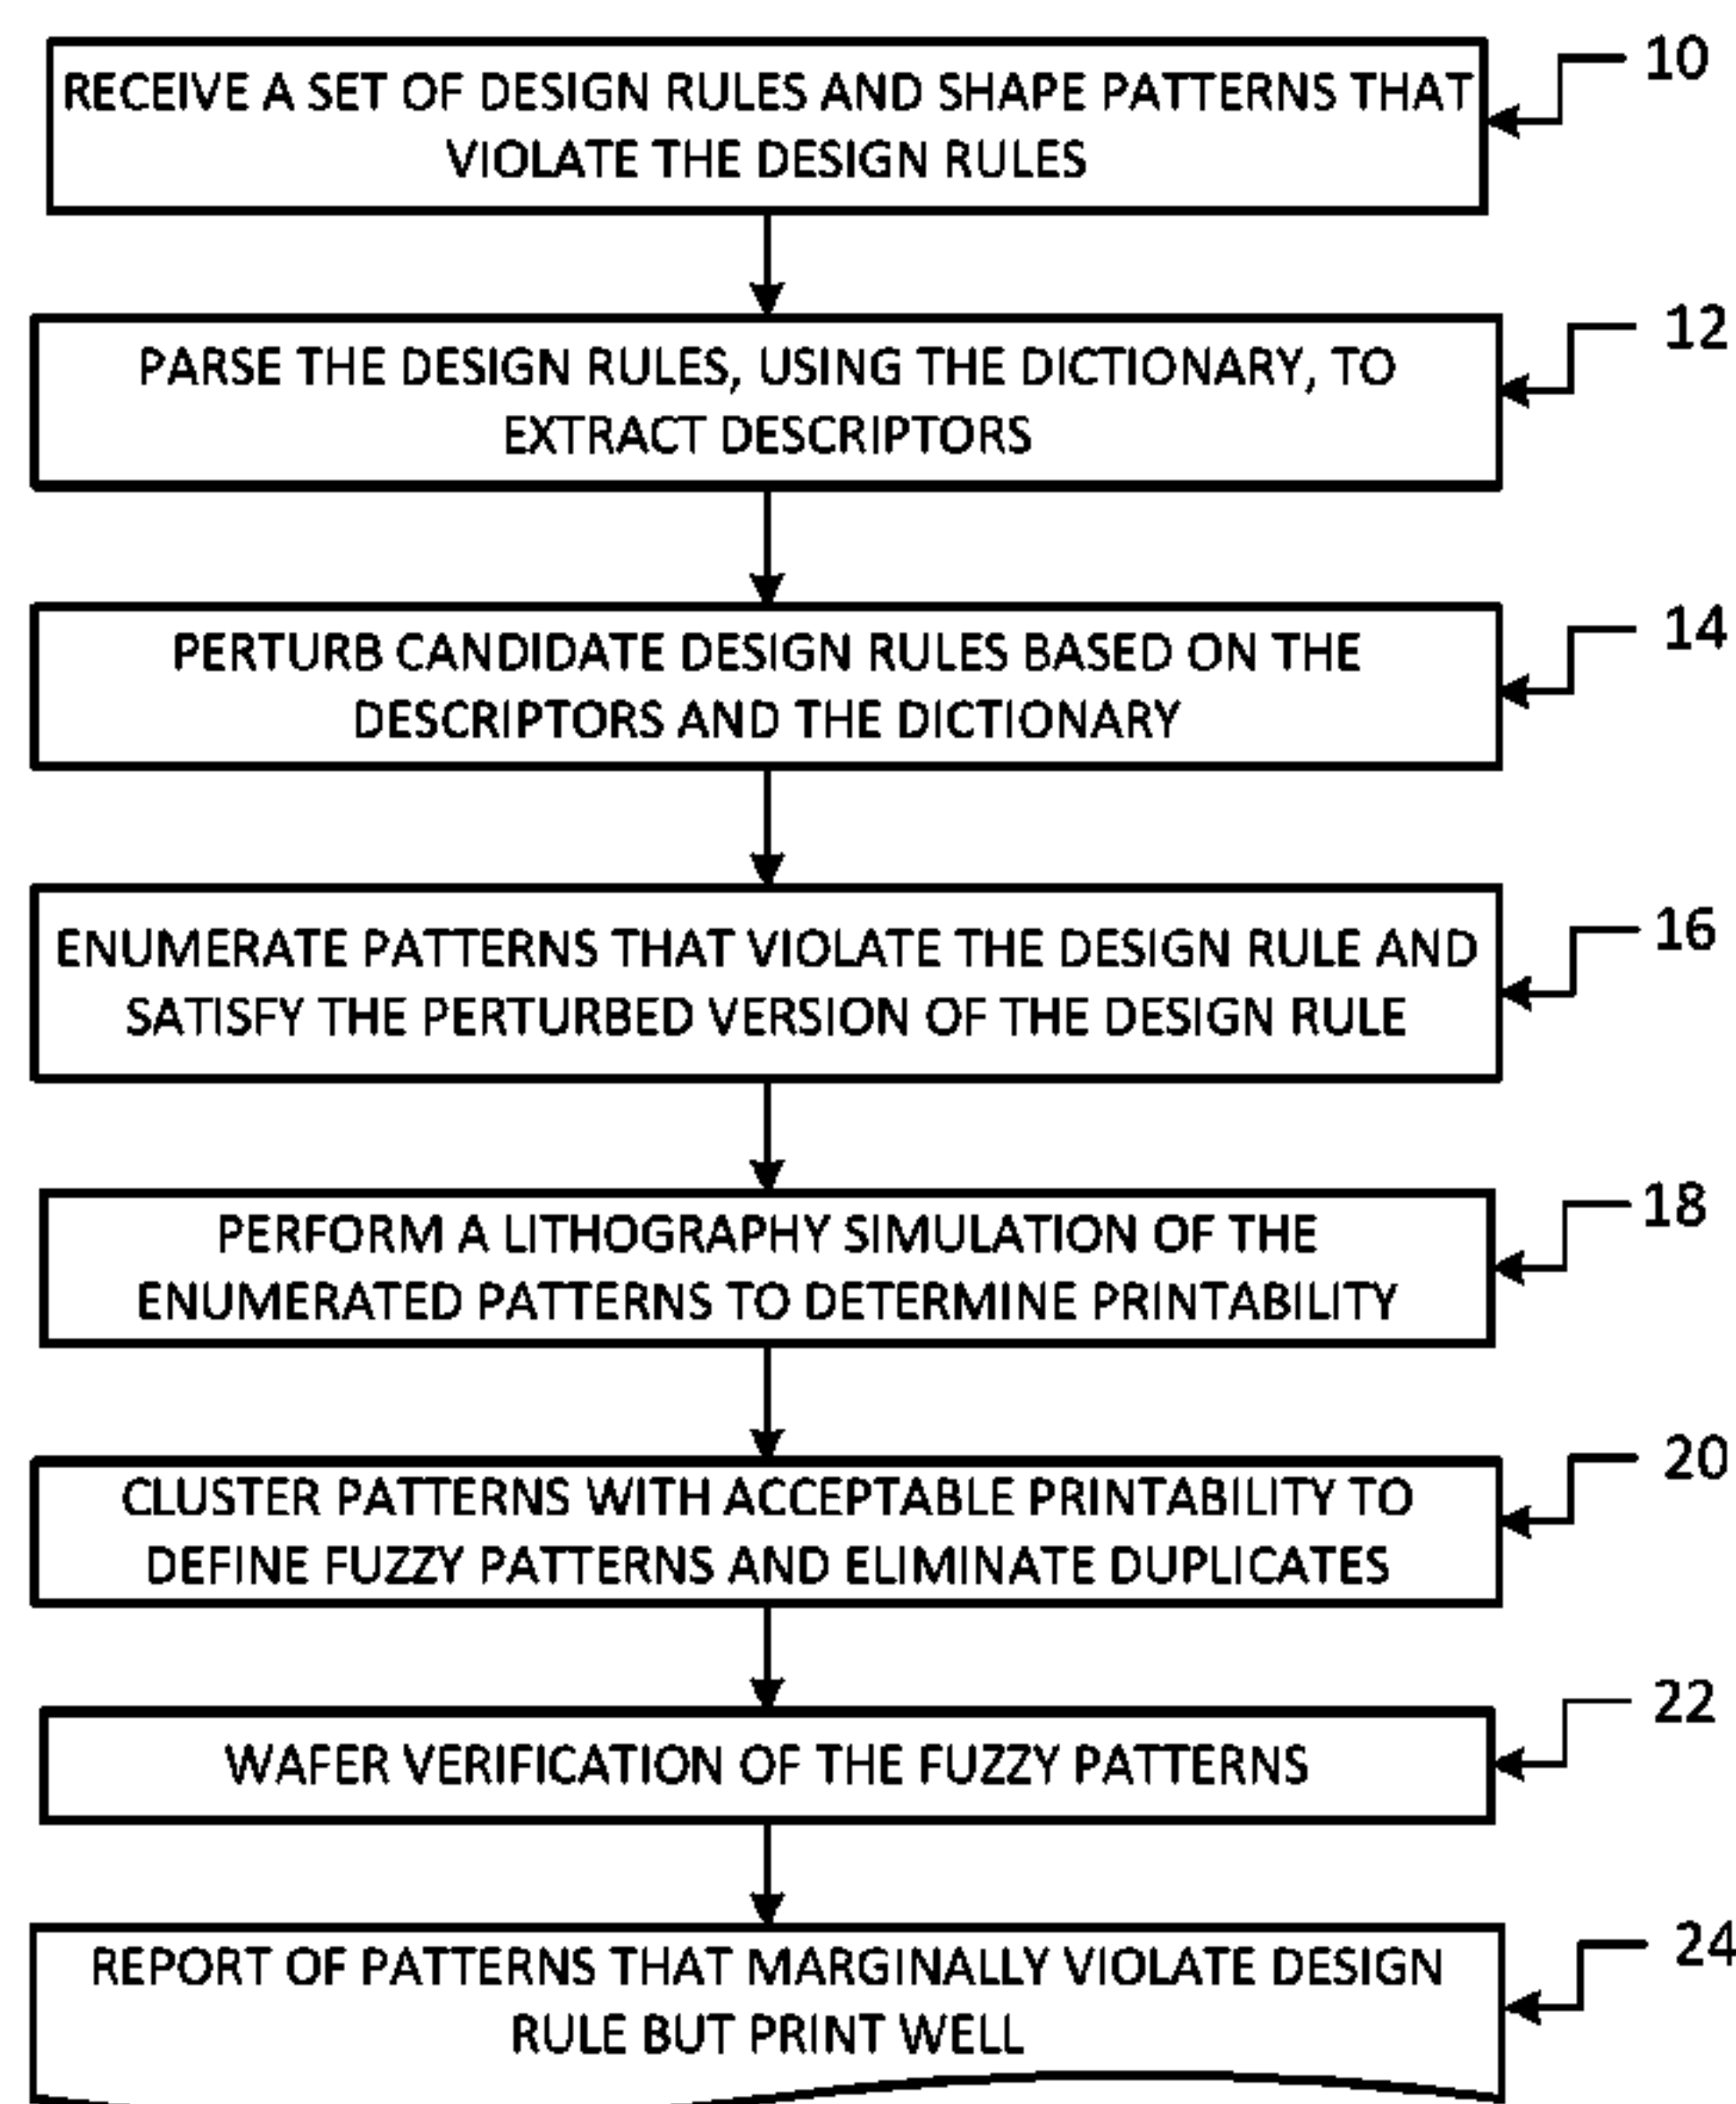 RECEIVE A SET OF DESIGN RULES AND SHAPE PATTERNS THAT
VIOLATE THE DESIGN RULES
10
PARSE THE DESIGN RULES, USING THE DICTIONARY, TO
EXTRACT DESCRIPTORS
12
PERTURB CANDIDATE DESIGN RULES BASED ON THE
DESCRIPTORS AND THE DICTIONARY
14
ENUMERATE PATTERNS THAT VIOLATE THE DESIGN RULE AND
SATISFY THE PERTURBED VERSION OF THE DESIGN RULE
16
PERFORM A LITHOGRAPHY SIMULATION OF THE
ENUMERATED PATTERNS TO DETERMINE PRINTABILITY
18
CLUSTER PATTERNS WITH ACCEPTABLE PRINTABILITY TO
DEFINE FUZZY PATTERNS AND ELIMINATE DUPLICATES
20
WAFER VERIFICATION OF THE FUZZY PATTERNS
22
REPORT OF PATTERNS THAT MARGINALLY VIOLATE DESIGN
RULE BUT PRINT WELL
24